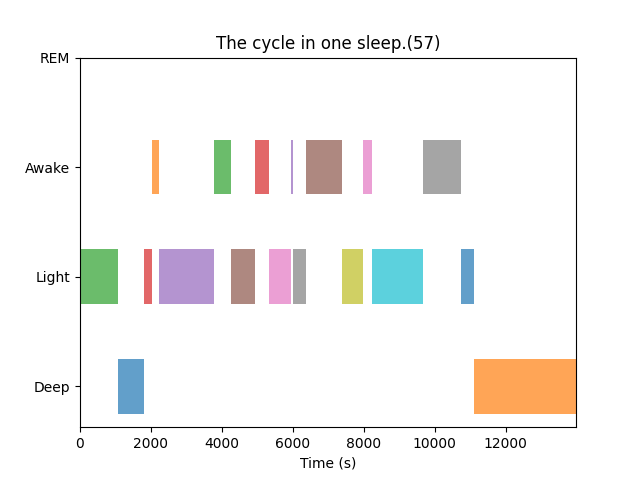 The cycle in one sleep.(57)
REM
Awake
Light
Deep
0 2000 4000 6000 8000 10000 12000
Time (s)